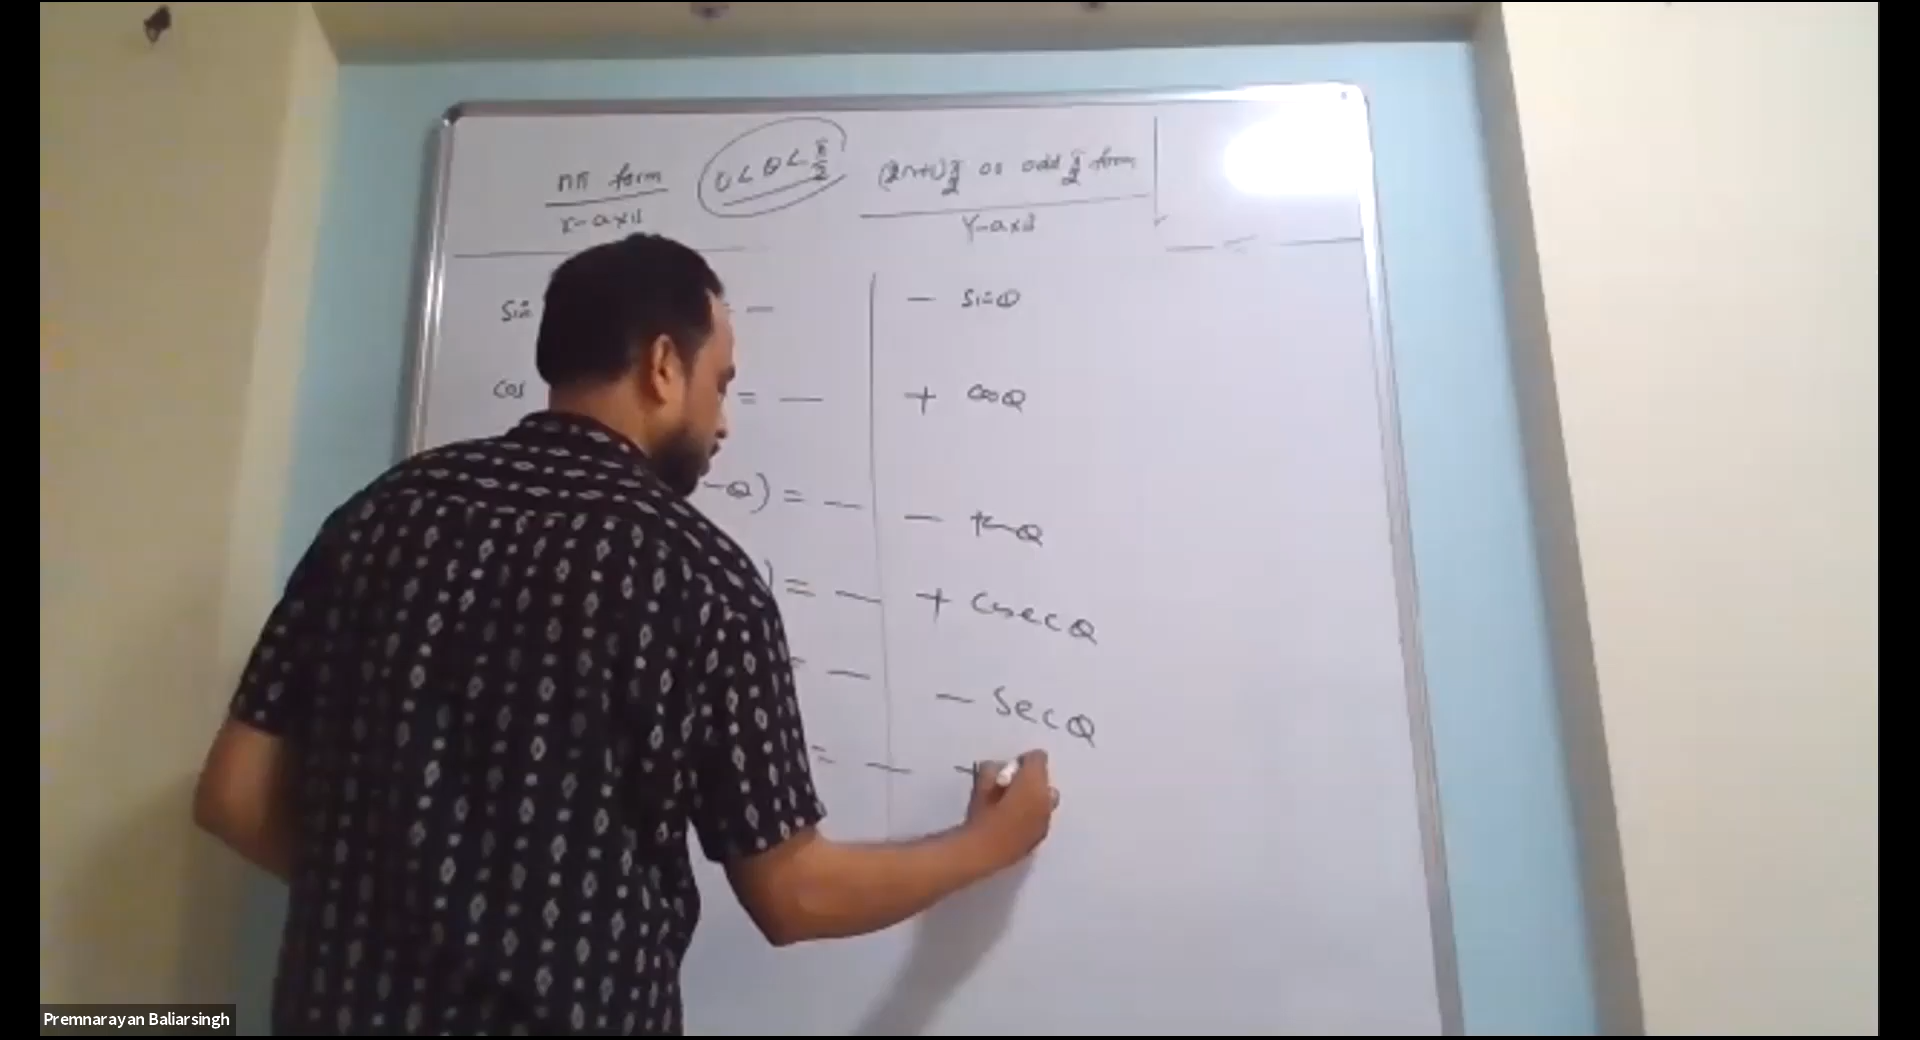 nπ form
x-axis
0 < θ < π/2
(2n+1) π/2 or odd π/2 form
Y-axis
sin = — — sinθ
cos = — + cosθ
-θ) = — — tanθ
) = — + cosecθ
= — — secθ
= — +
Premnarayan Baliarsingh